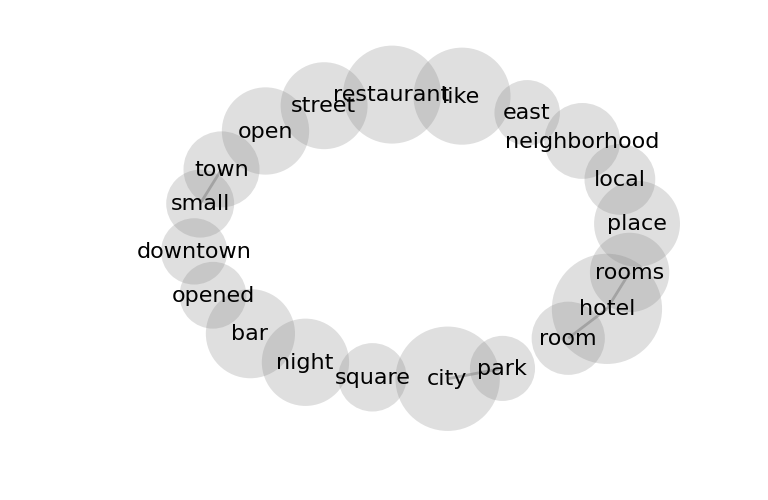 restaurant
like
street
east
open
neighborhood
town
local
small
place
downtown
rooms
opened
hotel
bar
room
night
park
square
city